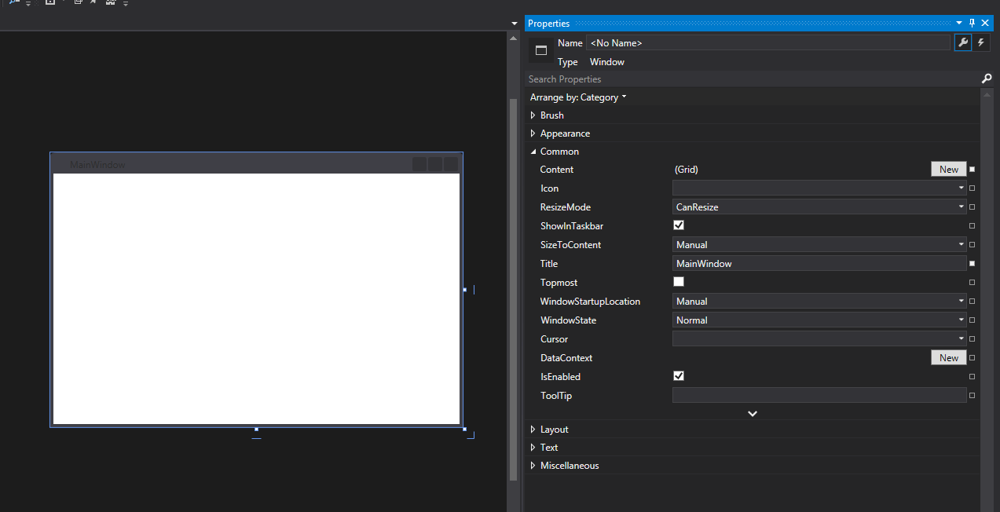 Properties
Name <No Name>
Type Window
Search Properties
Arrange by: Category
Brush
Appearance
Common
Content (Grid) New
Icon
ResizeMode CanResize
ShowInTaskbar
SizeToContent Manual
Title MainWindow
Topmost
WindowStartupLocation Manual
WindowState Normal
Cursor
DataContext New
IsEnabled
ToolTip
Layout
Text
Miscellaneous
MainWindow